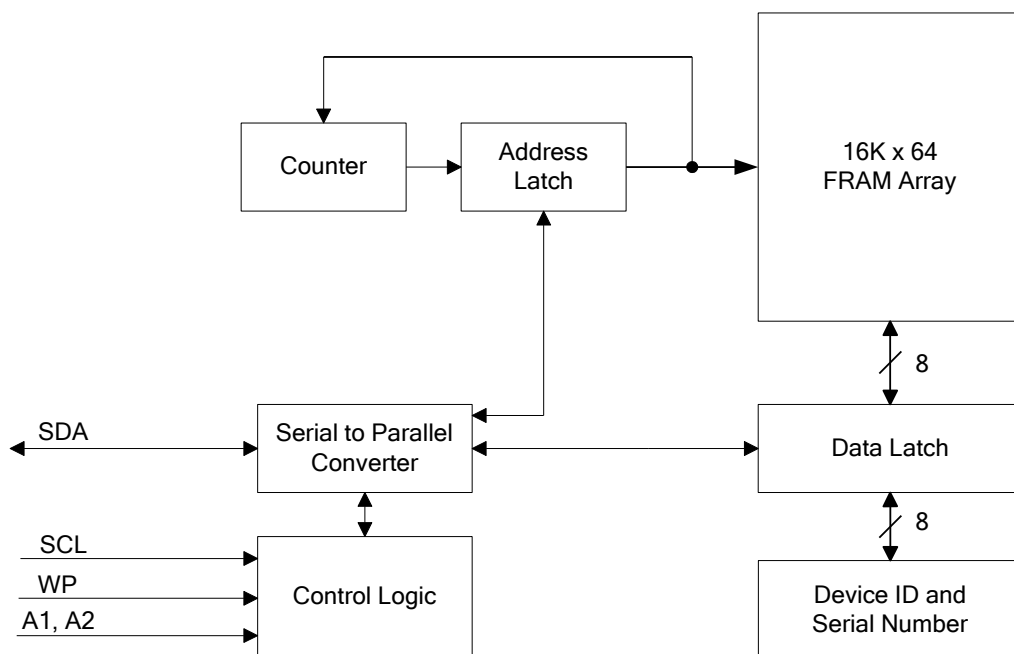 Counter
Address
Latch
16K x 64
FRAM Array
8
SDA
Serial to Parallel
Converter
Data Latch
8
SCL
WP
A1, A2
Control Logic
Device ID and
Serial Number